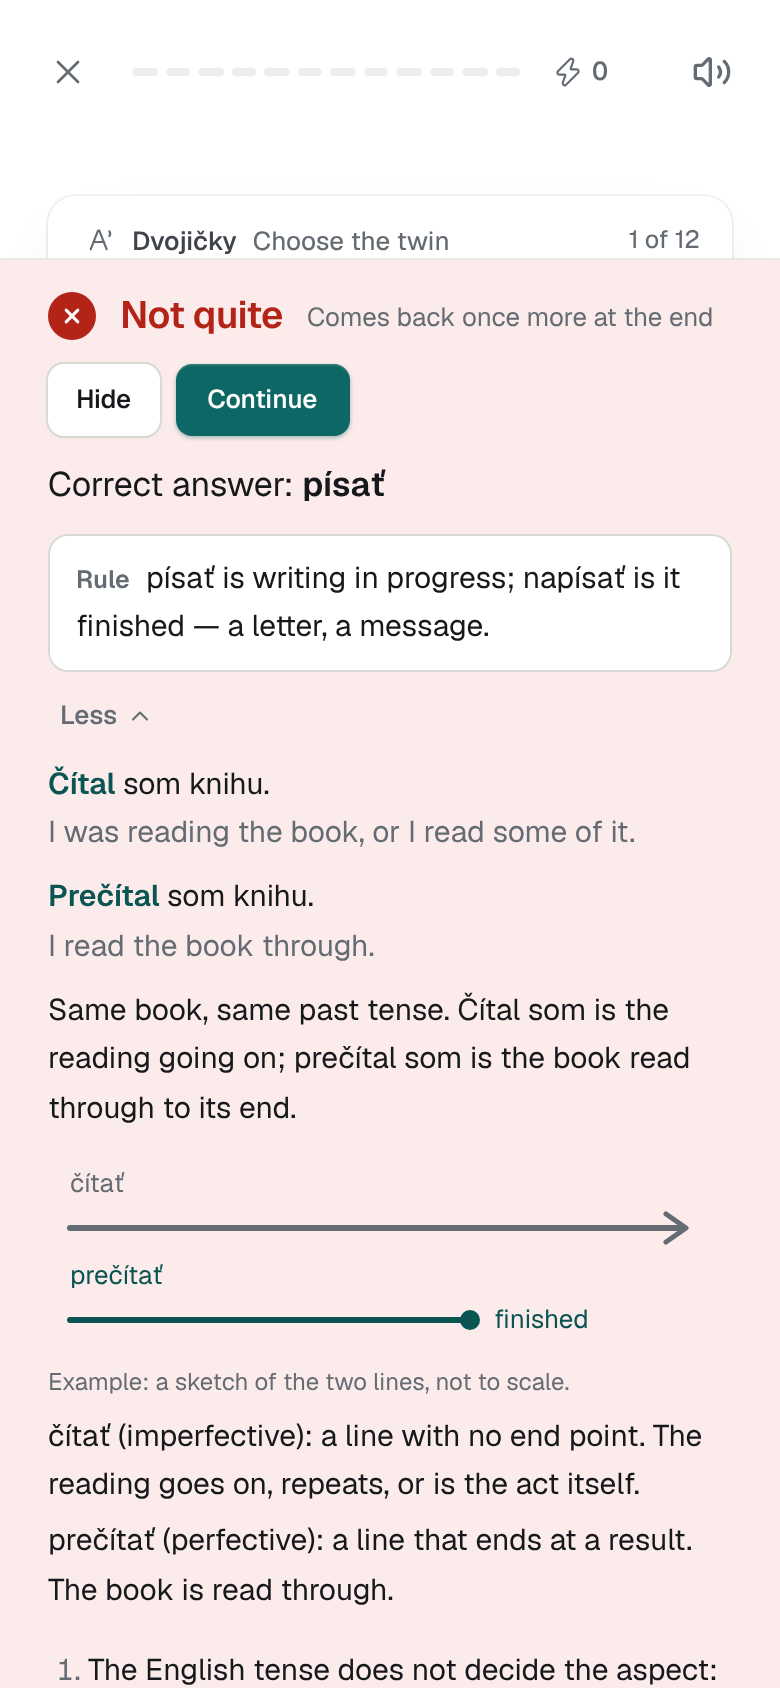 0
Dvojičky Choose the twin 1 of 12
Not quite Comes back once more at the end
Hide Continue
Correct answer: písať
Rule písať is writing in progress; napísať is it
finished — a letter, a message.
Less
Čítal som knihu.
I was reading the book, or I read some of it.
Prečítal som knihu.
I read the book through.
Same book, same past tense. Čítal som is the
reading going on; prečítal som is the book read
through to its end.
čítať
prečítať
finished
Example: a sketch of the two lines, not to scale.
čítať (imperfective): a line with no end point. The
reading goes on, repeats, or is the act itself.
prečítať (perfective): a line that ends at a result.
The book is read through.
1. The English tense does not decide the aspect: